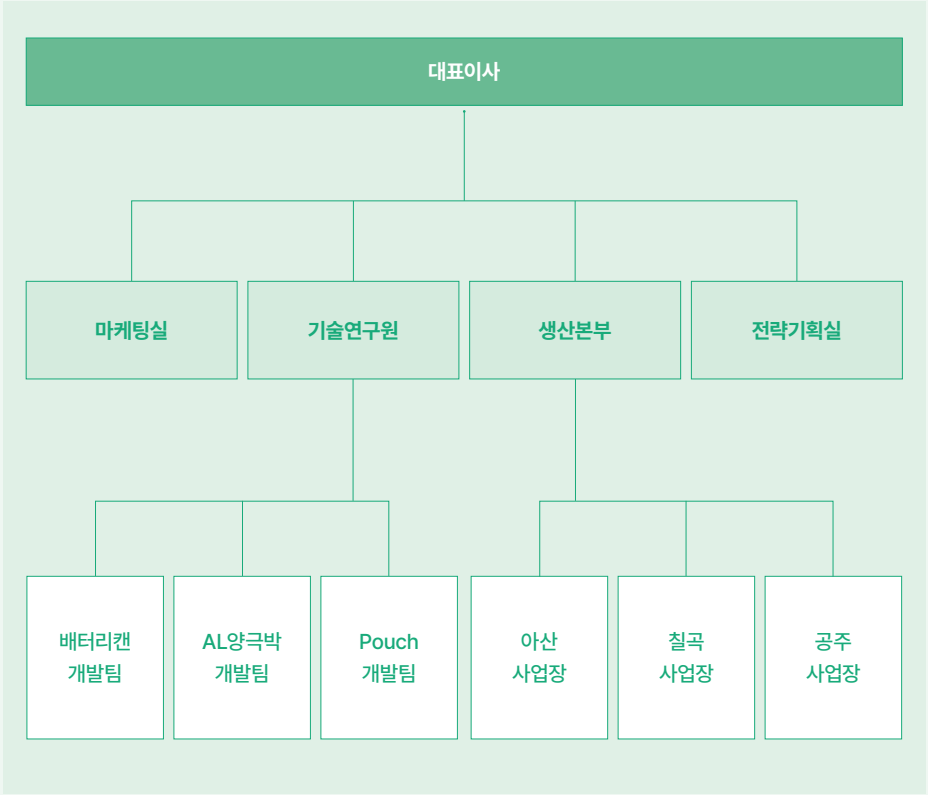 대표이사
마케팅실
기술연구원
생산본부
전략기획실
배터리캔
개발팀
AL양극박
개발팀
Pouch
개발팀
아산
사업장
칠곡
사업장
공주
사업장